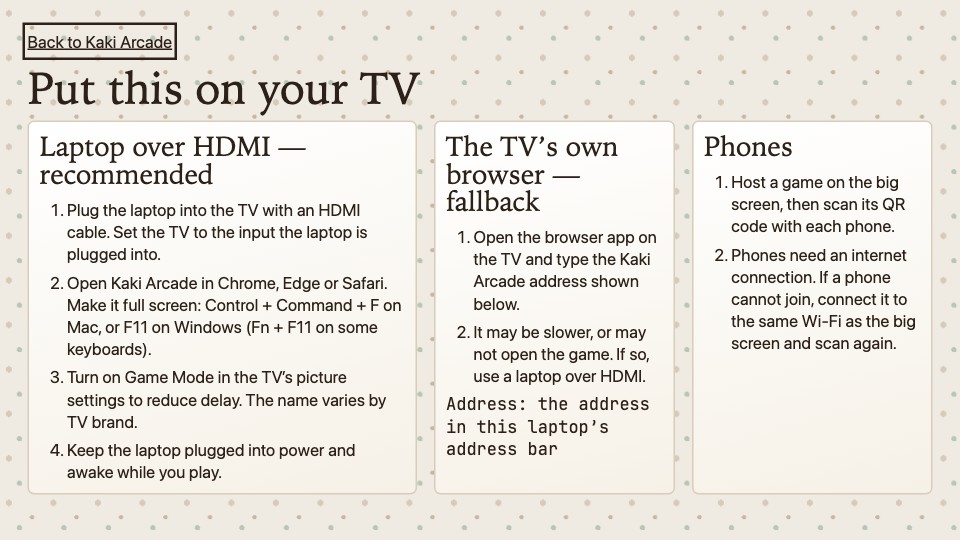 Back to Kaki Arcade
Put this on your TV
Laptop over HDMI —
recommended
1. Plug the laptop into the TV with an HDMI
cable. Set the TV to the input the laptop is
plugged into.
2. Open Kaki Arcade in Chrome, Edge or Safari.
Make it full screen: Control + Command + F on
Mac, or F11 on Windows (Fn + F11 on some
keyboards).
3. Turn on Game Mode in the TV’s picture
settings to reduce delay. The name varies by
TV brand.
4. Keep the laptop plugged into power and
awake while you play.
The TV’s own
browser —
fallback
1. Open the browser app on
the TV and type the Kaki
Arcade address shown
below.
2. It may be slower, or may
not open the game. If so,
use a laptop over HDMI.
Address: the address
in this laptop’s
address bar
Phones
1. Host a game on the big
screen, then scan its QR
code with each phone.
2. Phones need an internet
connection. If a phone
cannot join, connect it to
the same Wi-Fi as the big
screen and scan again.